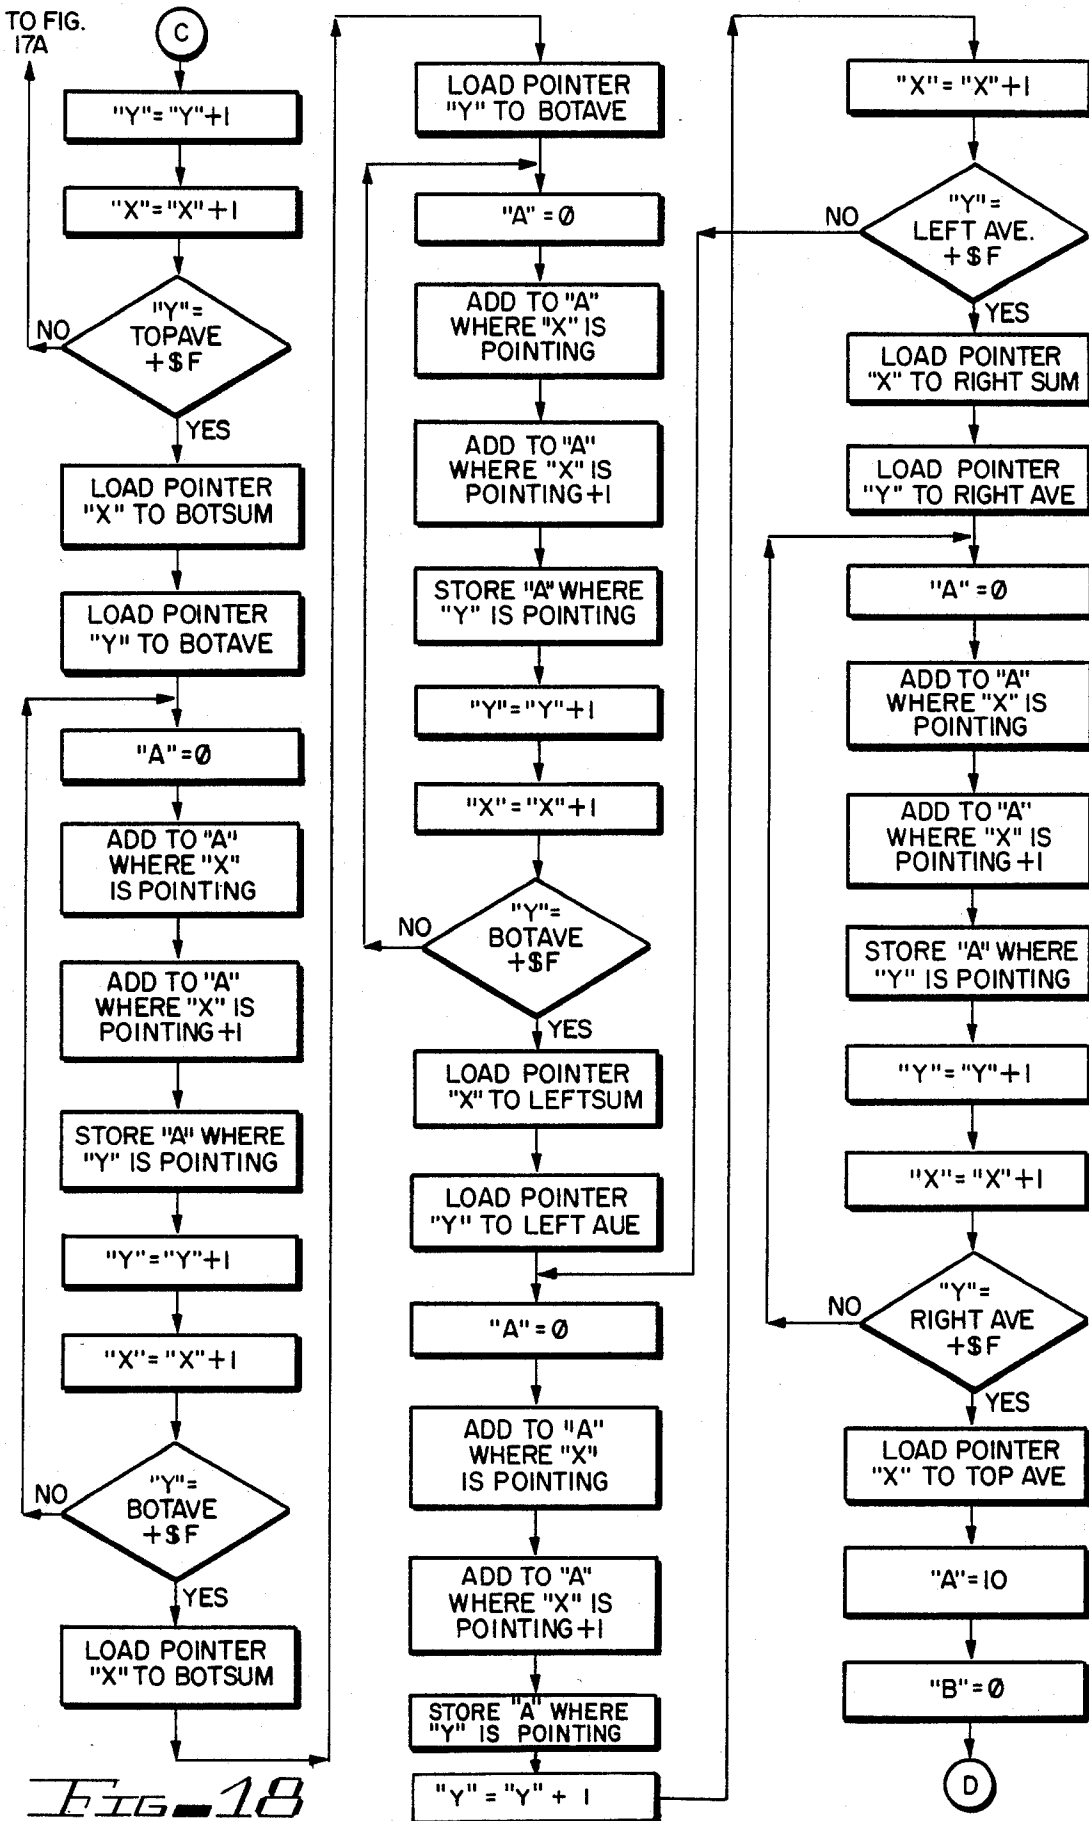 TO FIG.
17A
C
"Y"="Y"+1
"X"="X"+1
"Y"=
TOPAVE
+$F
NO
YES
LOAD POINTER
"X" TO BOTSUM
LOAD POINTER
"Y" TO BOTAVE
"A"=Ø
ADD TO "A"
WHERE "X"
IS POINTING
ADD TO "A"
WHERE "X" IS
POINTING+1
STORE "A" WHERE
"Y" IS POINTING
"Y"="Y"+1
"X"="X"+1
"Y"=
BOTAVE
+$F
NO
YES
LOAD POINTER
"X" TO BOTSUM
FIG-18
LOAD POINTER
"Y" TO BOTAVE
"A"=Ø
ADD TO "A"
WHERE "X" IS
POINTING
ADD TO "A"
WHERE "X" IS
POINTING+1
STORE "A" WHERE
"Y" IS POINTING
"Y"="Y"+1
"X"="X"+1
"Y"=
BOTAVE
+$F
NO
YES
LOAD POINTER
"X" TO LEFTSUM
LOAD POINTER
"Y" TO LEFT AUE
"A"=Ø
ADD TO "A"
WHERE "X"
IS POINTING
ADD TO "A"
WHERE "X" IS
POINTING+1
STORE "A" WHERE
"Y" IS POINTING
"Y" = "Y" + 1
"X"="X"+1
"Y"=
LEFT AVE.
+$F
NO
YES
LOAD POINTER
"X" TO RIGHT SUM
LOAD POINTER
"Y" TO RIGHT AVE
"A"=Ø
ADD TO "A"
WHERE "X" IS
POINTING
ADD TO "A"
WHERE "X" IS
POINTING+1
STORE "A" WHERE
"Y" IS POINTING
"Y"="Y"+1
"X"="X"+1
"Y"=
RIGHT AVE
+$F
NO
YES
LOAD POINTER
"X" TO TOP AVE
"A"=10
"B"=Ø
D